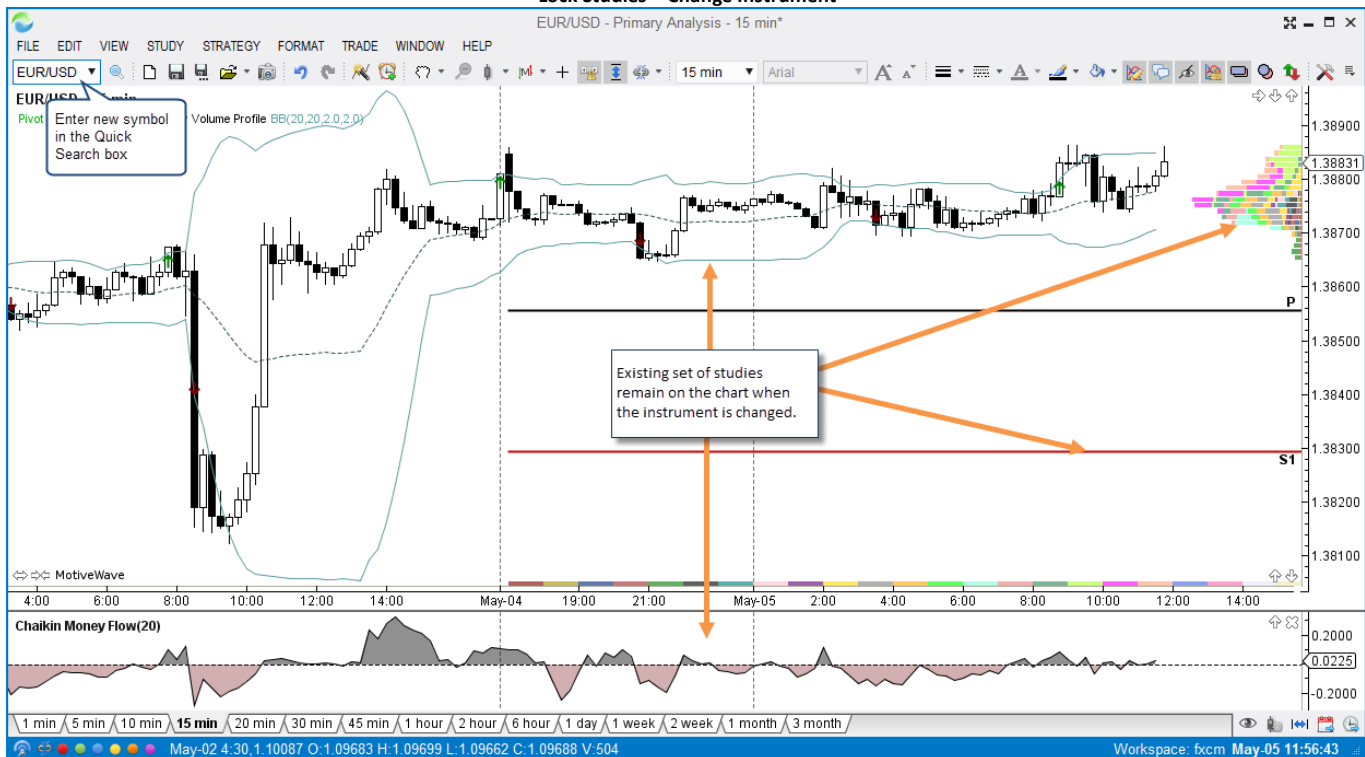 Lock Studies – Change Instrument
EUR/USD - Primary Analysis - 15 min*
FILE EDIT VIEW STUDY STRATEGY FORMAT TRADE WINDOW HELP
EUR/USD 15 min Arial
EUR/USD
Pivot Volume Profile BB(20,20,2.0,2.0)
Enter new symbol
in the Quick
Search box
1.38900
1.38831
1.38800
1.38700
1.38600
P
1.38500
Existing set of studies
remain on the chart when
the instrument is changed.
1.38400
1.38300
S1
1.38200
1.38100
MotiveWave
4:00 6:00 8:00 10:00 12:00 14:00 May-04 19:00 21:00 May-05 2:00 4:00 6:00 8:00 10:00 12:00 14:00
Chaikin Money Flow(20)
0.2000
0.0225
-0.2000
1 min 5 min 10 min 15 min 20 min 30 min 45 min 1 hour 2 hour 6 hour 1 day 1 week 2 week 1 month 3 month
May-02 4:30,1.10087 O:1.09683 H:1.09699 L:1.09662 C:1.09688 V:504 Workspace: fxcm May-05 11:56:43